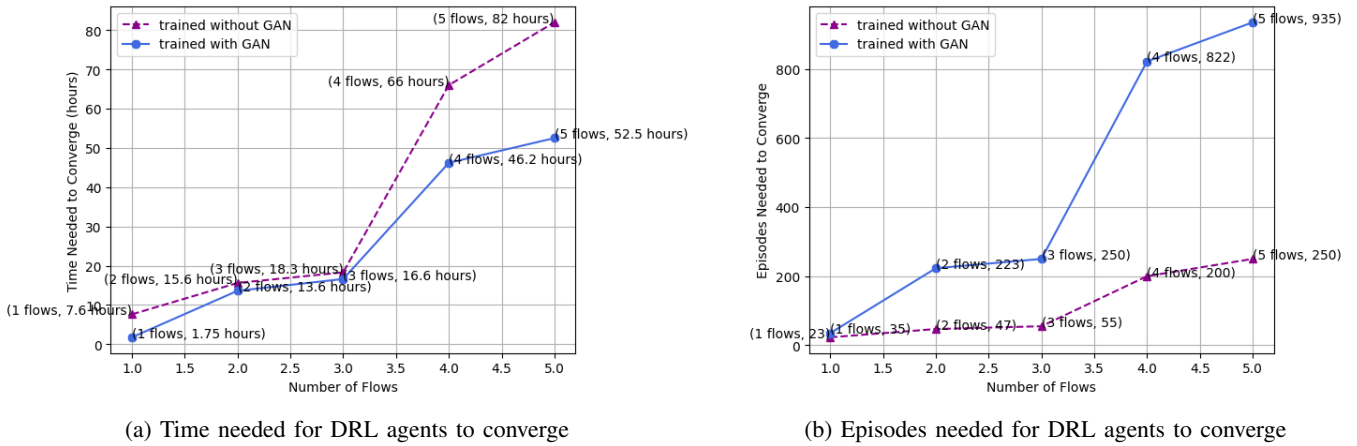 trained without GAN
trained with GAN
Time Needed to Converge (hours)
80
70
60
50
40
30
20
10
0
(5 flows, 82 hours)
(4 flows, 66 hours)
(5 flows, 52.5 hours)
(4 flows, 46.2 hours)
(3 flows, 18.3 hours)
(3 flows, 16.6 hours)
(2 flows, 15.6 hours)
(2 flows, 13.6 hours)
(1 flows, 7.6 hours)
(1 flows, 1.75 hours)
1.0 1.5 2.0 2.5 3.0 3.5 4.0 4.5 5.0
Number of Flows
(a) Time needed for DRL agents to converge
trained without GAN
trained with GAN
Episodes Needed to Converge
800
600
400
200
0
(5 flows, 935)
(4 flows, 822)
(3 flows, 250)
(5 flows, 250)
(2 flows, 223)
(4 flows, 200)
(3 flows, 55)
(2 flows, 47)
(1 flows, 23)
(1 flows, 35)
1.0 1.5 2.0 2.5 3.0 3.5 4.0 4.5 5.0
Number of Flows
(b) Episodes needed for DRL agents to converge